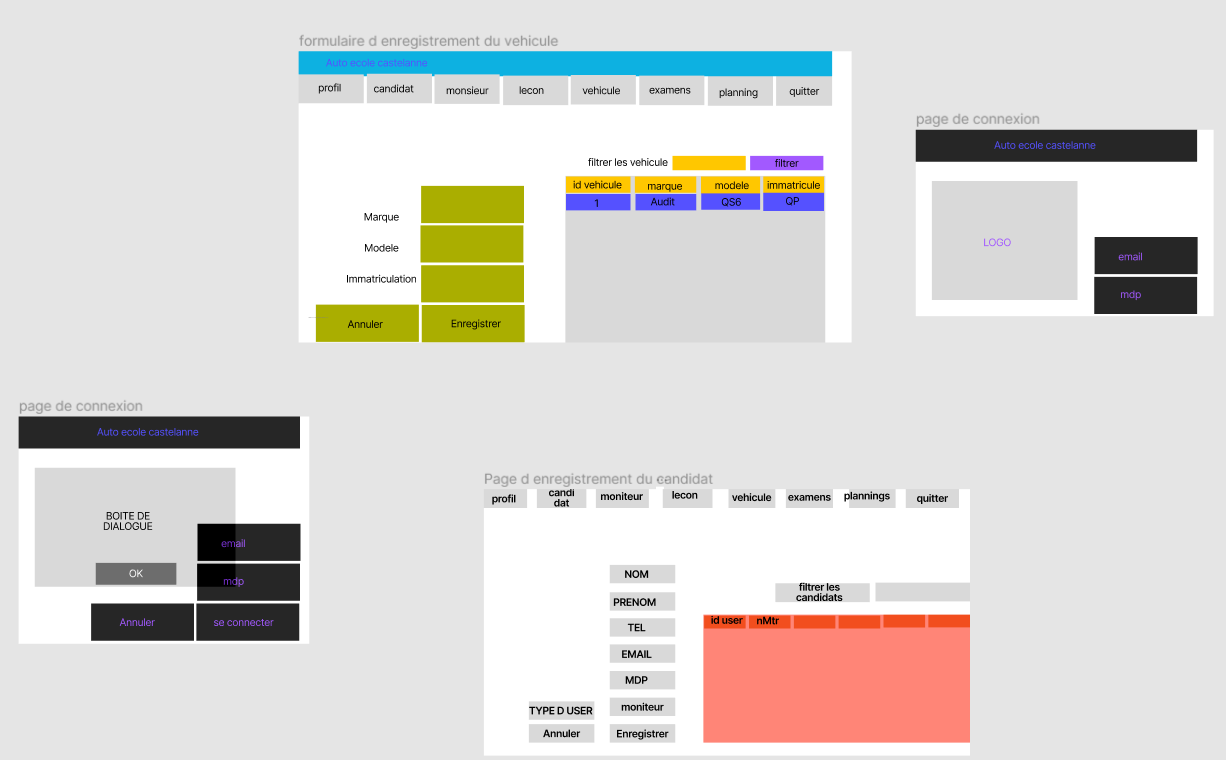 formulaire d enregistrement du vehicule
Auto ecole castelanne
profil candidat monsieur lecon vehicule examens planning quitter
filtrer les vehicule filtrer
id vehicule marque modele immatricule
1 Audit QS6 QP
Marque
Modele
Immatriculation
Annuler Enregistrer
page de connexion
Auto ecole castelanne
LOGO
email
mdp
page de connexion
Auto ecole castelanne
BOITE DE
DIALOGUE
email
OK
mdp
Annuler se connecter
Page d enregistrement du candidat
profil candi
dat moniteur lecon vehicule examens plannings quitter
NOM
PRENOM
TEL
EMAIL
MDP
TYPE D USER moniteur
Annuler Enregistrer
filtrer les
candidats
id user nMtr